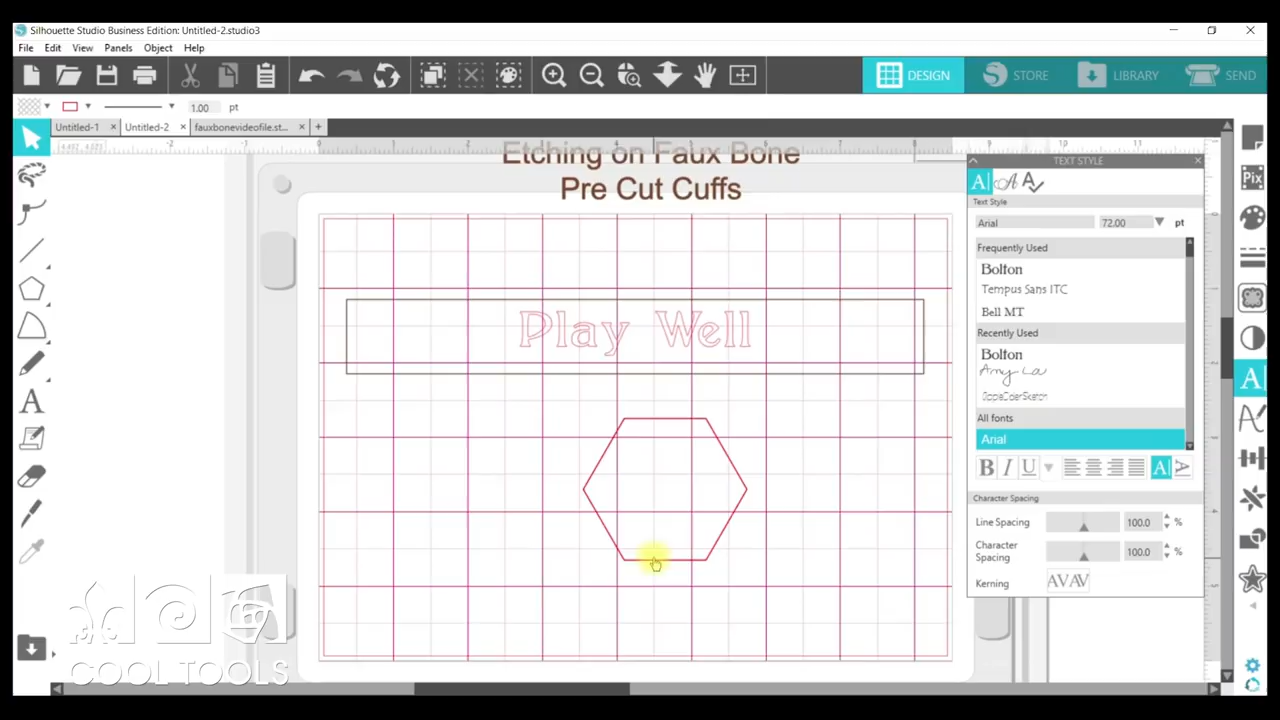 Silhouette Studio Business Edition: Untitled-2.studio3
File Edit View Panels Object Help
DESIGN STORE LIBRARY SEND
1.00 pt
Untitled-1 Untitled-2 fauxbonevideofile.st...
Etching on Faux Bone
Pre Cut Cuffs
Play Well
TEXT STYLE
Pix
Text Style
Arial 72.00 pt
Frequently Used
Bolton
Tempus Sans ITC
Bell MT
Recently Used
Bolton
Amy La
All fonts
Arial
B I U
Character Spacing
Line Spacing 100.0 %
Character Spacing 100.0 %
Kerning AVAV
COOL TOOLS